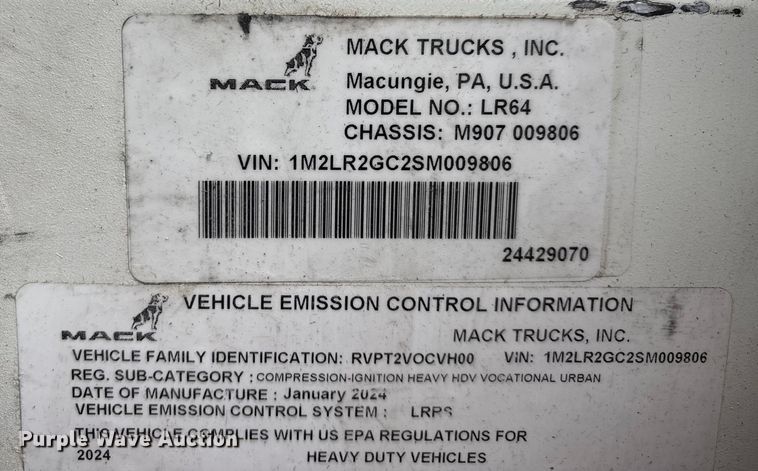 MACK
MACK TRUCKS , INC.
Macungie, PA, U.S.A.
MODEL NO.: LR64
CHASSIS: M907 009806
VIN: 1M2LR2GC2SM009806
24429070
MACK
VEHICLE EMISSION CONTROL INFORMATION
MACK TRUCKS, INC.
VEHICLE FAMILY IDENTIFICATION: RVPT2VOCVH00 VIN: 1M2LR2GC2SM009806
REG. SUB-CATEGORY : COMPRESSION-IGNITION HEAVY HDV VOCATIONAL URBAN
DATE OF MANUFACTURE : January 2024
VEHICLE EMISSION CONTROL SYSTEM :
THIS VEHICLE COMPLIES WITH US EPA REGULATIONS FOR
2024 HEAVY DUTY VEHICLES
Purple Wave Auction